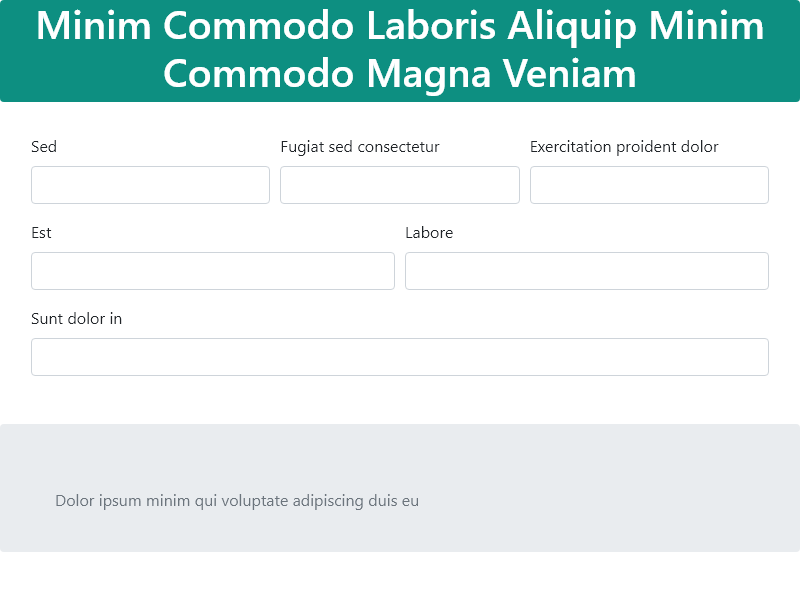 Minim Commodo Laboris Aliquip Minim
Commodo Magna Veniam
Sed
Fugiat sed consectetur
Exercitation proident dolor
Est
Labore
Sunt dolor in
Dolor ipsum minim qui voluptate adipiscing duis eu